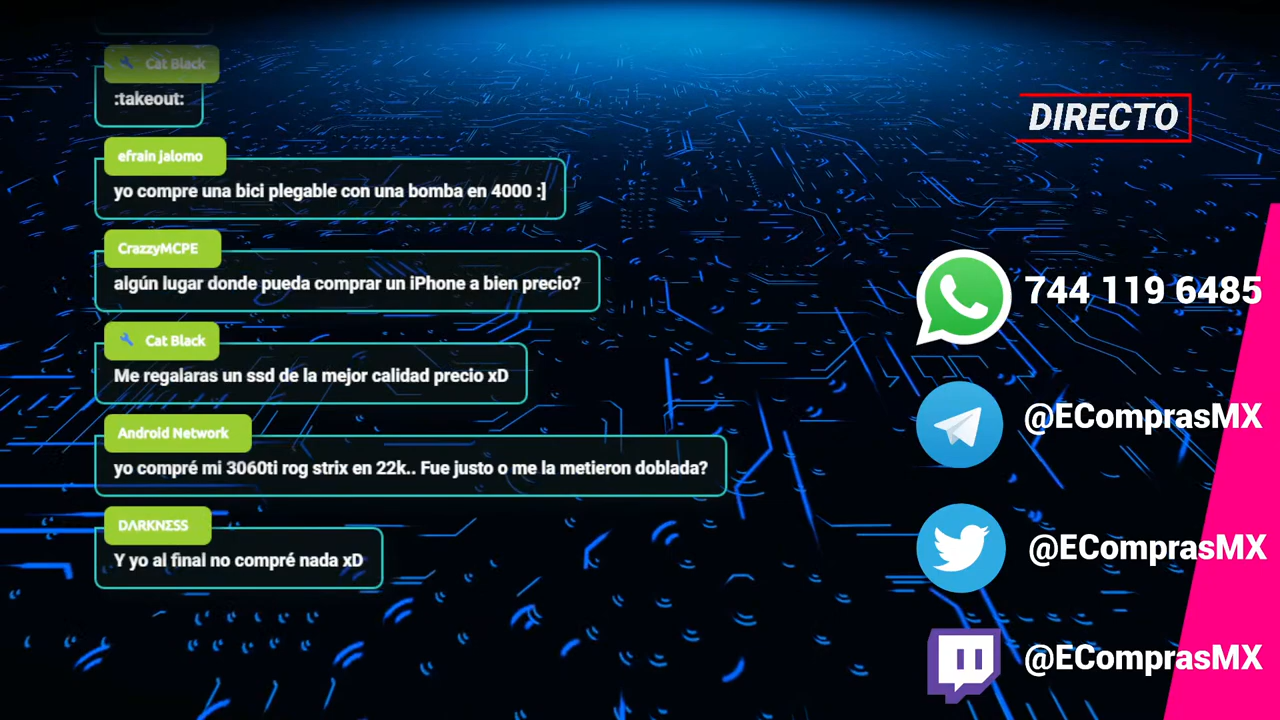 Cat Black
:takeout:
efrain jalomo
yo compre una bici plegable con una bomba en 4000 :]
CrazzyMCPE
algún lugar donde pueda comprar un iPhone a bien precio?
Cat Black
Me regalaras un ssd de la mejor calidad precio xD
Android Network
yo compré mi 3060ti rog strix en 22k.. Fue justo o me la metieron doblada?
DΛRKNΣSS
Y yo al final no compré nada xD
DIRECTO
744 119 6485
@EComprasMX
@EComprasMX
@EComprasMX